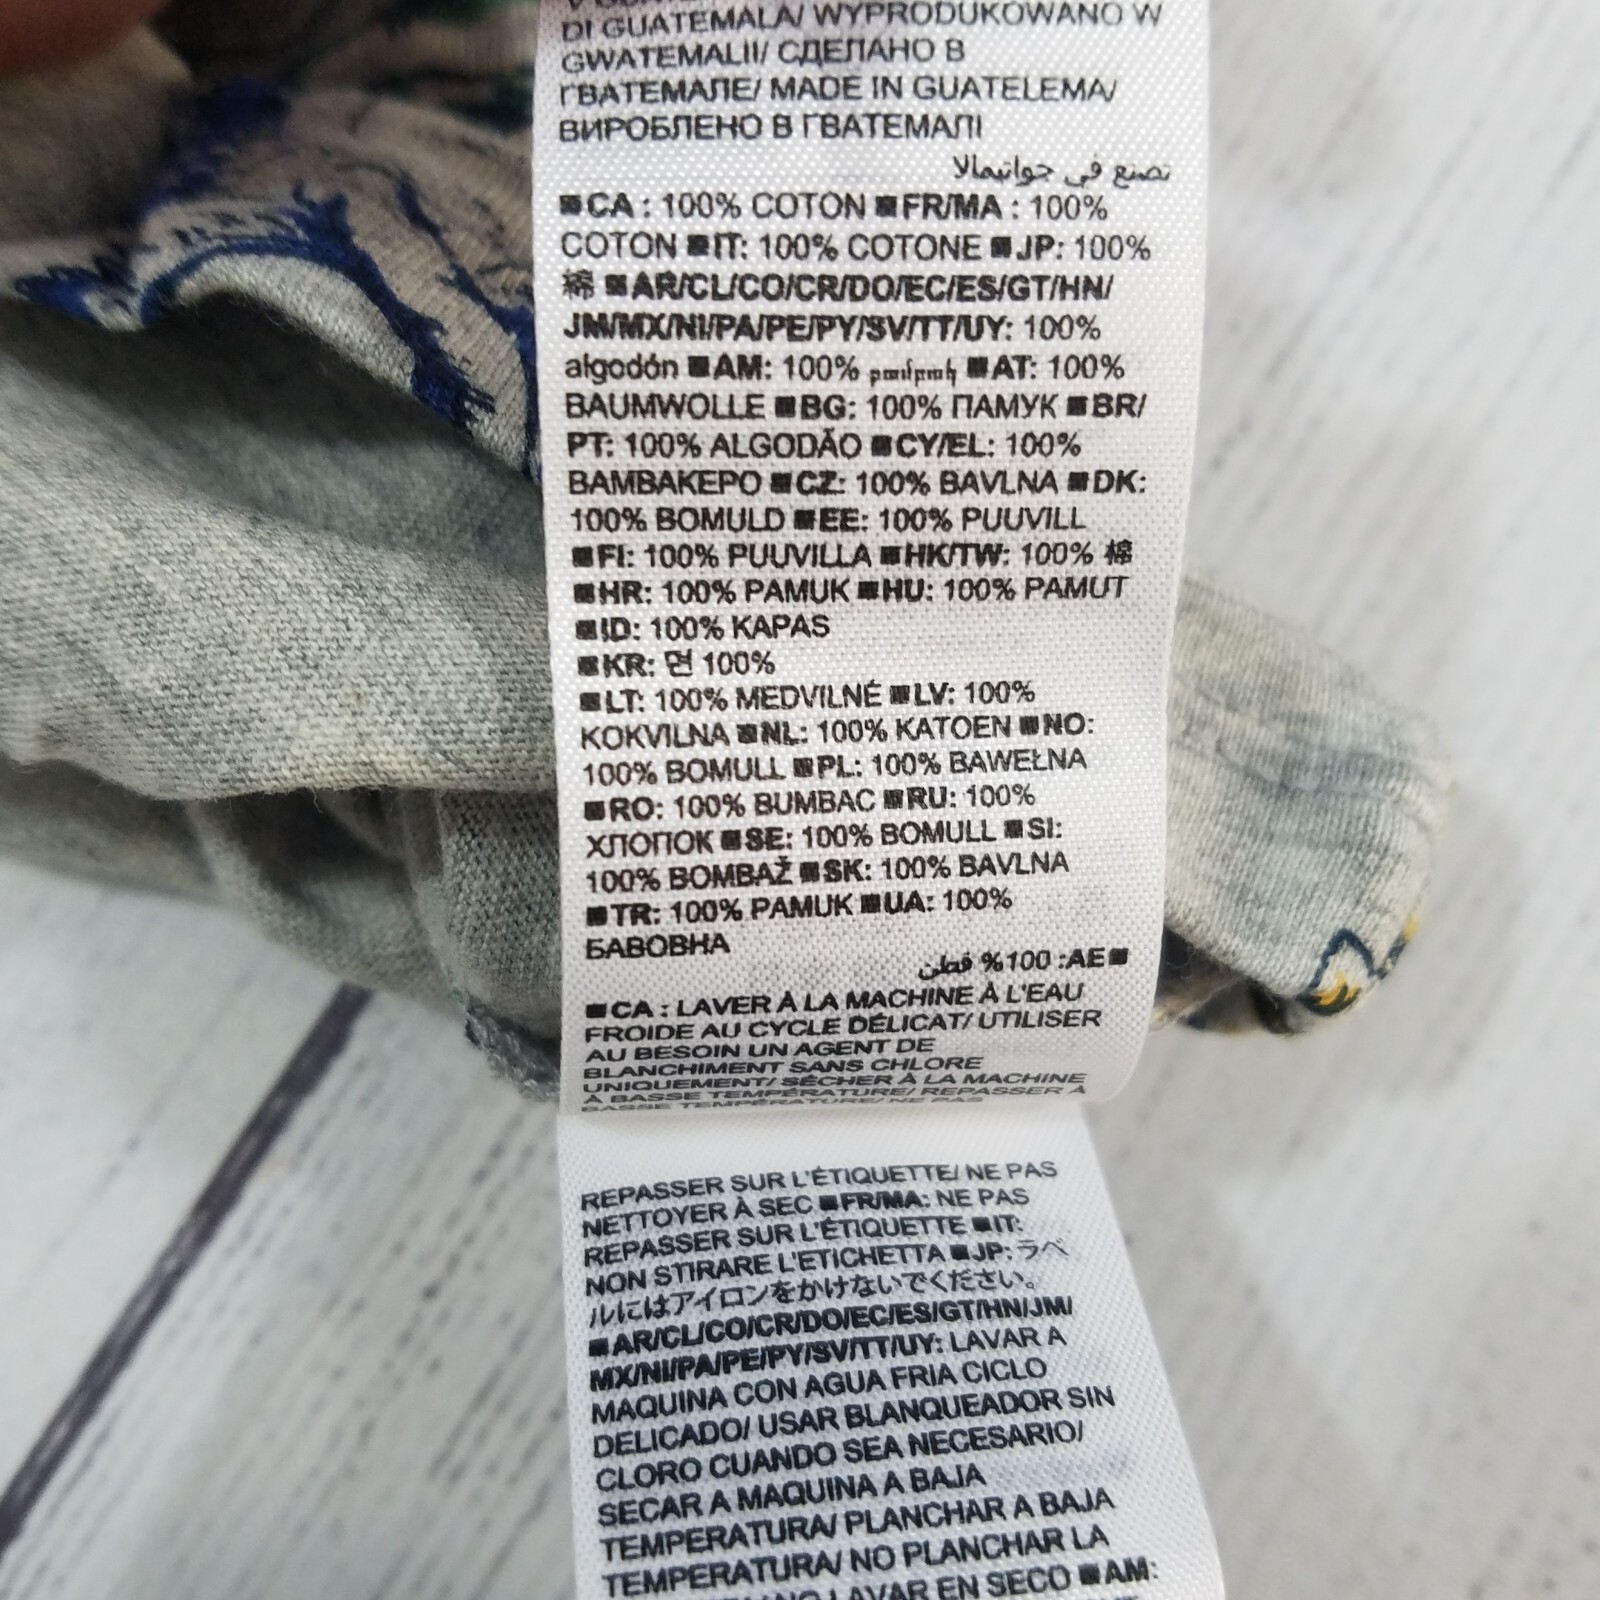 DI GUATEMALA/ WYPRODUKOWANO W
GWATEMALII/ СДЕЛАНО В
ГВАТЕМАЛЕ/ MADE IN GUATELEMA/
ВИРОБЛЕНО В ГВАТЕМАЛІ
تصنع في جواتيمالا
■CA : 100% COTON ■FR/MA : 100%
COTON ■IT: 100% COTONE ■JP: 100%
綿 ■AR/CL/CO/CR/DO/EC/ES/GT/HN/
JM/MX/NI/PA/PE/PY/SV/TT/UY: 100%
algodón ■AM: 100% բամբակ ■AT: 100%
BAUMWOLLE ■BG: 100% ПАМУК ■BR/
PT: 100% ALGODÃO ■CY/EL: 100%
ΒΑΜΒΑΚΕΡΟ ■CZ: 100% BAVLNA ■DK:
100% BOMULD ■EE: 100% PUUVILL
■FI: 100% PUUVILLA ■HK/TW: 100% 棉
■HR: 100% PAMUK ■HU: 100% PAMUT
■ID: 100% KAPAS
■KR: 면 100%
■LT: 100% MEDVILNÉ ■LV: 100%
KOKVILNA ■NL: 100% KATOEN ■NO:
100% BOMULL ■PL: 100% BAWEŁNA
■RO: 100% BUMBAC ■RU: 100%
ХЛОПОК ■SE: 100% BOMULL ■SI:
100% BOMBAŽ ■SK: 100% BAVLNA
■TR: 100% PAMUK ■UA: 100%
БАВОВНА
■AE: 100% قطن
■CA : LAVER À LA MACHINE À L'EAU
FROIDE AU CYCLE DÉLICAT/ UTILISER
AU BESOIN UN AGENT DE
BLANCHIMENT SANS CHLORE
UNIQUEMENT/ SÉCHER À LA MACHINE
À BASSE TEMPÉRATURE/ REPASSER À
BASSE TEMPÉRATURE/ NE PAS
REPASSER SUR L'ÉTIQUETTE/ NE PAS
NETTOYER À SEC ■FR/MA: NE PAS
REPASSER SUR L'ÉTIQUETTE ■IT:
NON STIRARE L'ETICHETTA ■JP: ラベ
ルにはアイロンをかけないでください。
■AR/CL/CO/CR/DO/EC/ES/GT/HN/JM/
MX/NI/PA/PE/PY/SV/TT/UY: LAVAR A
MAQUINA CON AGUA FRIA CICLO
DELICADO/ USAR BLANQUEADOR SIN
CLORO CUANDO SEA NECESARIO/
SECAR A MAQUINA A BAJA
TEMPERATURA/ PLANCHAR A BAJA
TEMPERATURA/ NO PLANCHAR LA
LAVAR EN SECO ■AM: